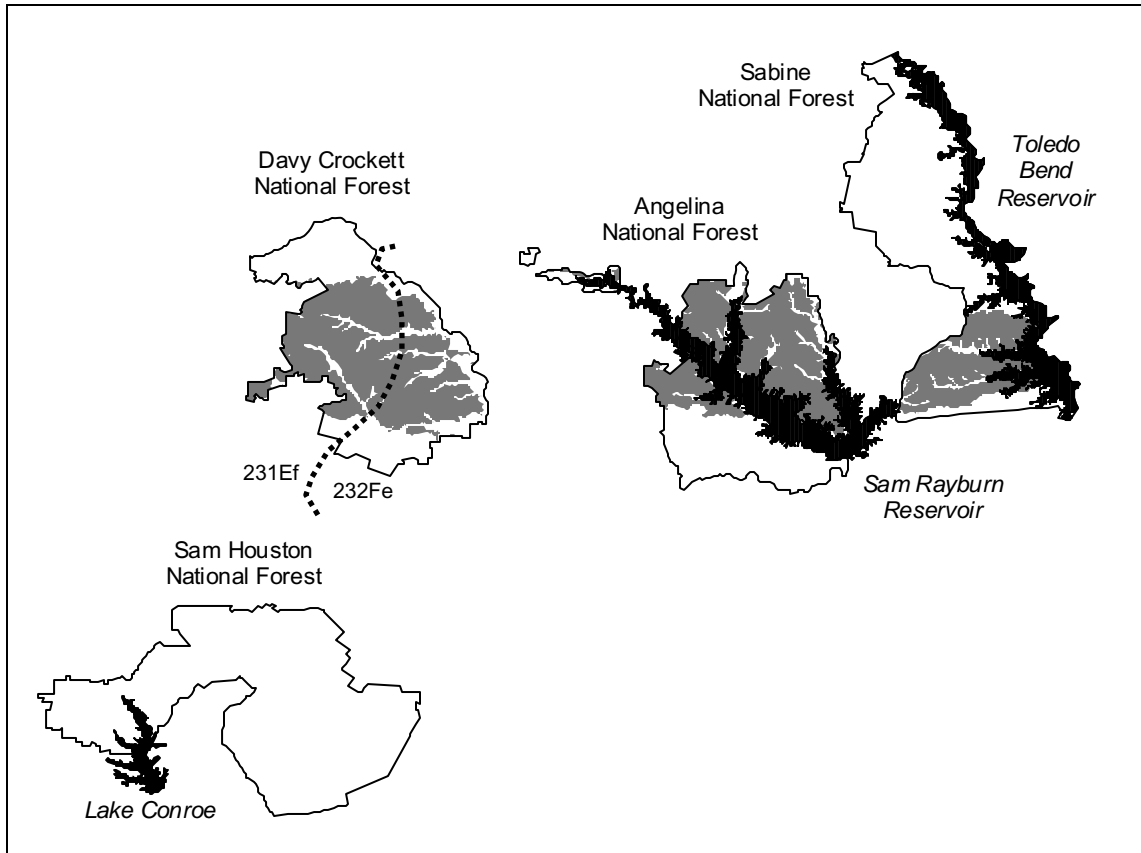 Sabine
National Forest
Toledo
Bend
Reservoir
Davy Crockett
National Forest
Angelina
National Forest
231Ef
232Fe
Sam Rayburn
Reservoir
Sam Houston
National Forest
Lake Conroe